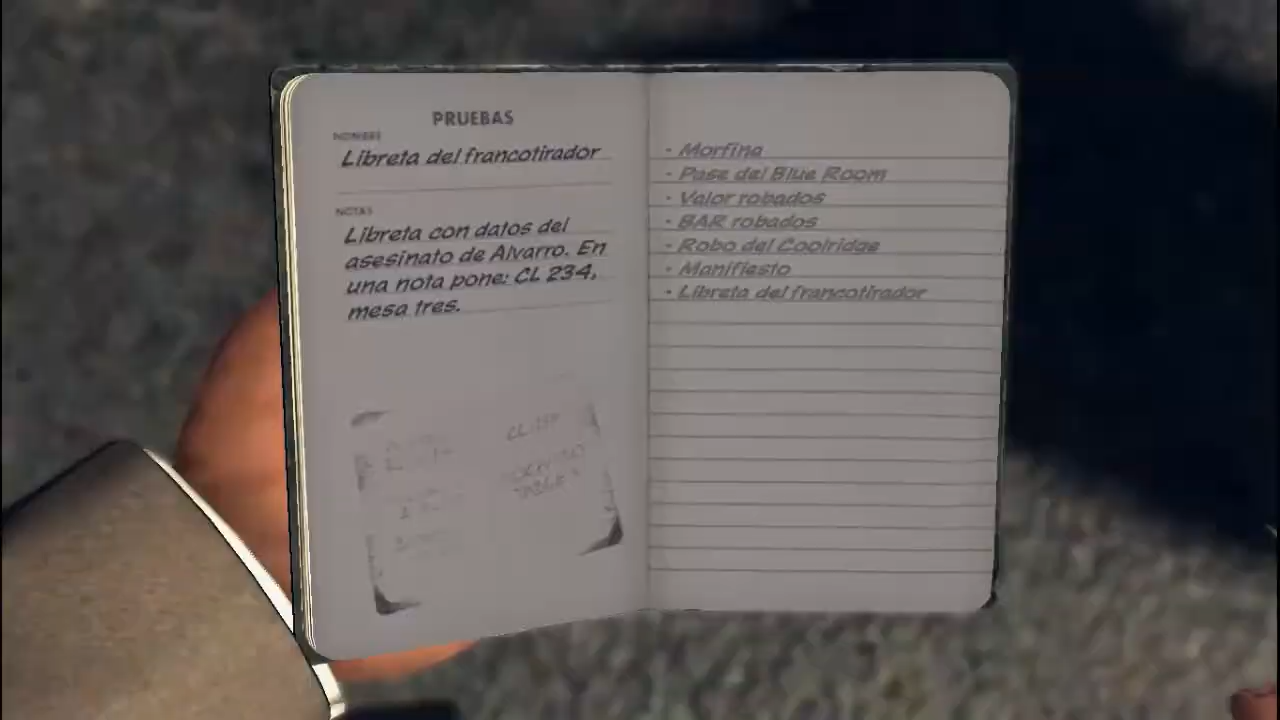 PRUEBAS
NOMBRE
Libreta del francotirador
NOTAS
Libreta con datos del
asesinato de Alvarro. En
una nota pone: CL 234,
mesa tres.
- Morfina
- Pase del Blue Room
- Valor robados
- BAR robados
- Robo del Coolridge
- Manifiesto
- Libreta del francotirador